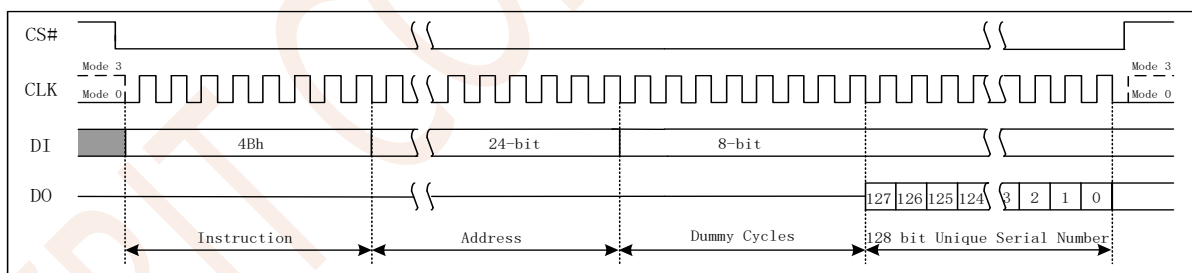 CS#
Mode 3
CLK
Mode 0
Mode 3
Mode 0
DI 4Bh 24-bit 8-bit
DO 127 126 125 124 3 2 1 0
Instruction Address Dummy Cycles 128 bit Unique Serial Number